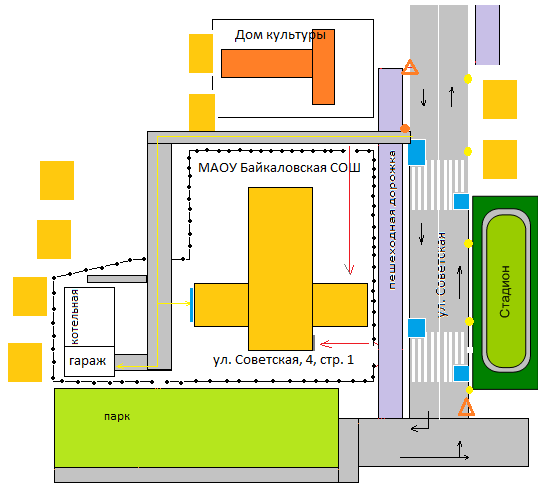 Дом культуры
МАОУ Байкаловская СОШ
пешеходная дорожка
ул. Советская
Стадион
котельная
гараж
ул. Советская, 4, стр. 1
парк